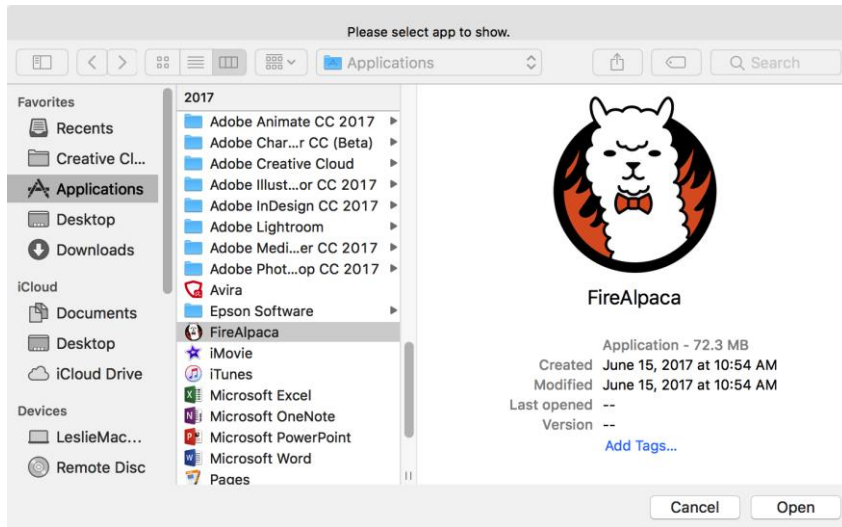 Please select app to show.
Applications
Search
Favorites
Recents
Creative Cl...
Applications
Desktop
Downloads
iCloud
Documents
Desktop
iCloud Drive
Devices
LeslieMac...
Remote Disc
2017
Adobe Animate CC 2017
Adobe Char...r CC (Beta)
Adobe Creative Cloud
Adobe Illust...or CC 2017
Adobe InDesign CC 2017
Adobe Lightroom
Adobe Medi...er CC 2017
Adobe Phot...op CC 2017
Avira
Epson Software
FireAlpaca
iMovie
iTunes
Microsoft Excel
Microsoft OneNote
Microsoft PowerPoint
Microsoft Word
Pages
FireAlpaca
Application - 72.3 MB
Created June 15, 2017 at 10:54 AM
Modified June 15, 2017 at 10:54 AM
Last opened --
Version --
Add Tags...
Cancel Open